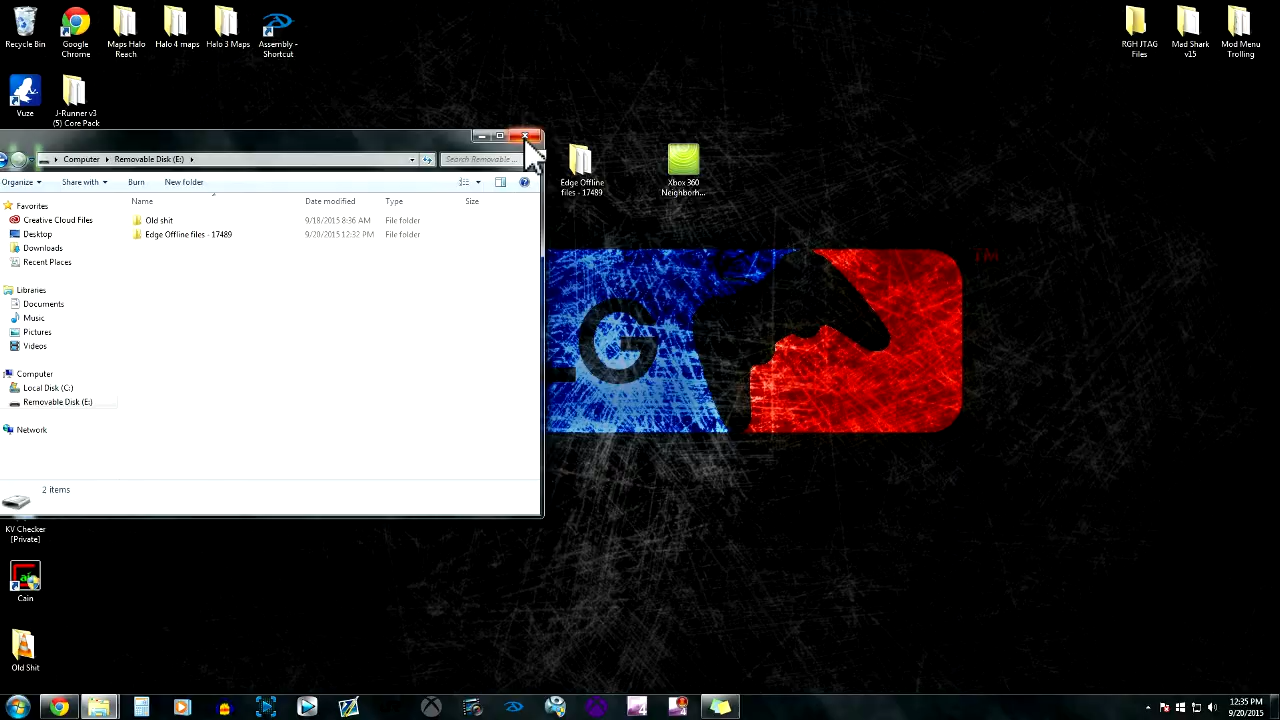 Recycle Bin
Google Chrome
Maps Halo Reach
Halo 4 maps
Halo 3 Maps
Assembly - Shortcut
RGH JTAG Files
Mad Shark v15
Mod Menu Trolling
Vuze
J-Runner v3 (5) Core Pack
Computer
Removable Disk (E:)
Search Removable ...
Organize
Share with
Burn
New folder
Name
Date modified
Type
Size
Favorites
Creative Cloud Files
Desktop
Downloads
Recent Places
Libraries
Documents
Music
Pictures
Videos
Computer
Local Disk (C:)
Removable Disk (E:)
Network
Old shit 9/18/2015 8:36 AM File folder
Edge Offline files - 17489 9/20/2015 12:32 PM File folder
2 items
Edge Offline files - 17489
Xbox 360 Neighborh...
G
TM
KV Checker [Private]
Cain
Old Shit
12:35 PM
9/20/2015